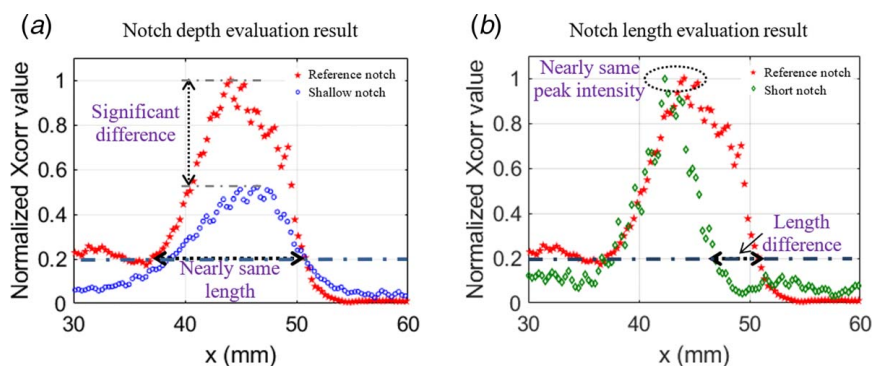 (a)
Notch depth evaluation result
Normalized Xcorr value
1
0.8
0.6
0.4
0.2
0
Significant
difference
Reference notch
Shallow notch
Nearly same
length
30
40
50
60
x (mm)
(b)
Notch length evaluation result
Normalized Xcorr value
1
0.8
0.6
0.4
0.2
0
Nearly same
peak intensity
Reference notch
Short notch
Length
difference
30
40
50
60
x (mm)